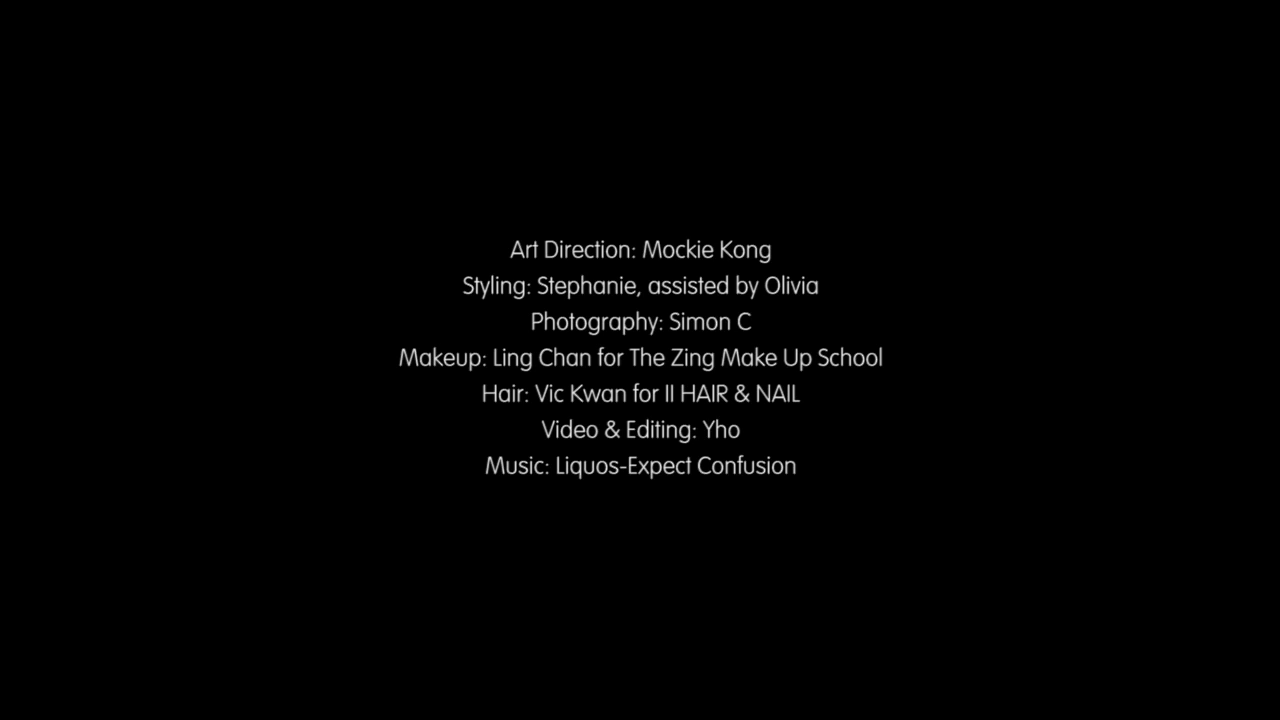 Art Direction: Mockie Kong
Styling: Stephanie, assisted by Olivia
Photography: Simon C
Makeup: Ling Chan for The Zing Make Up School
Hair: Vic Kwan for II HAIR & NAIL
Video & Editing: Yho
Music: Liquos-Expect Confusion